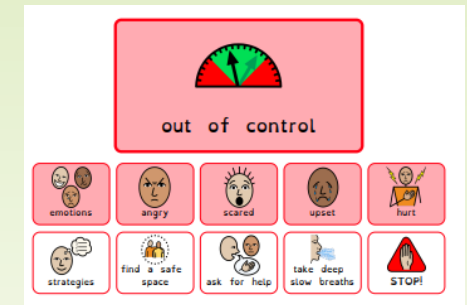 out of control
emotions
angry
scared
upset
hurt
strategies
find a safe
space
ask for help
take deep
slow breaths
STOP!